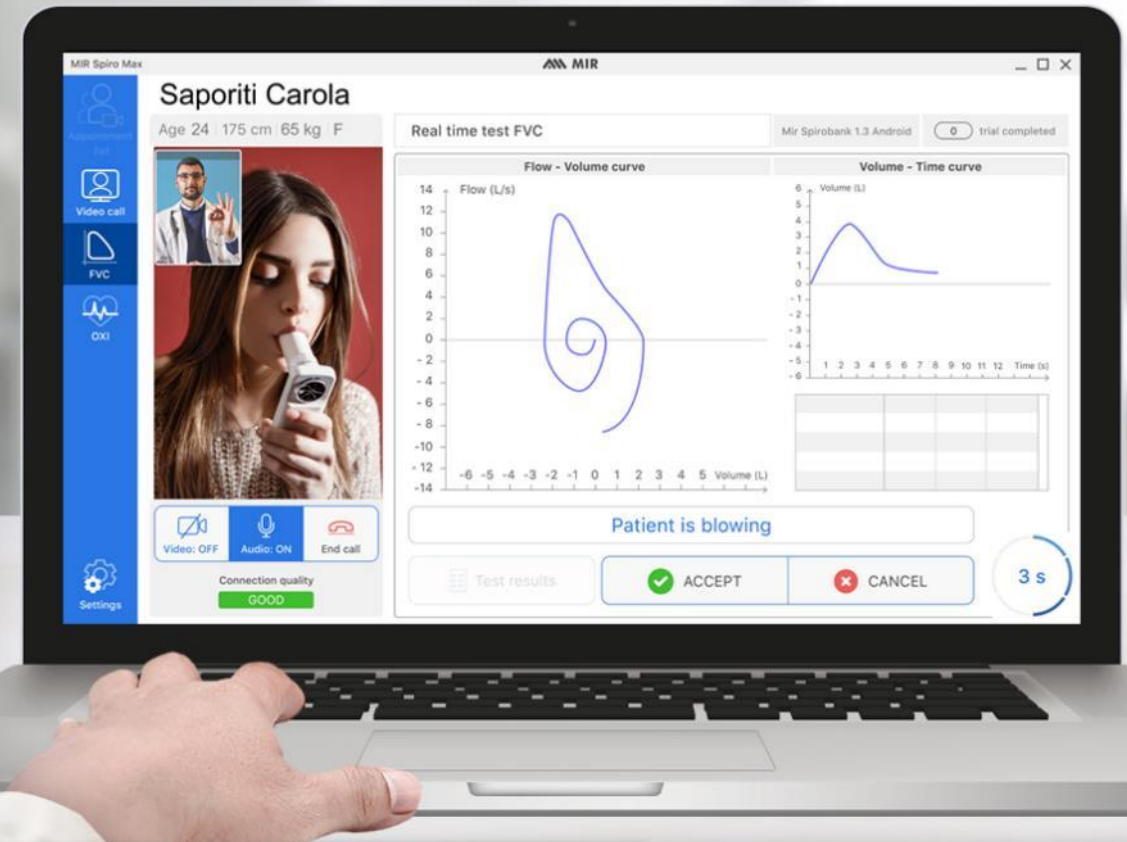 MIR Spiro Max
MIR
Saporiti Carola
Age 24 175 cm 65 kg F
Appointment
list
Video call
FVC
OXI
Settings
Video: OFF
Audio: ON
End call
Connection quality
GOOD
Real time test FVC
Mir Spirobank 1.3 Android
0 trial completed
Flow - Volume curve
Flow (L/s)
14
12
10
8
6
4
2
0
- 2
- 4
- 6
- 8
-10
- 12
-14
-6 -5 -4 -3 -2 -1 0 1 2 3 4 5 Volume (L)
Volume - Time curve
Volume (L)
6
5
4
3
2
1
0
- 1
- 2
- 3
- 4
- 5
- 6
1 2 3 4 5 6 7 8 9 10 11 12 Time (s)
Patient is blowing
Test results
ACCEPT
CANCEL
3 s